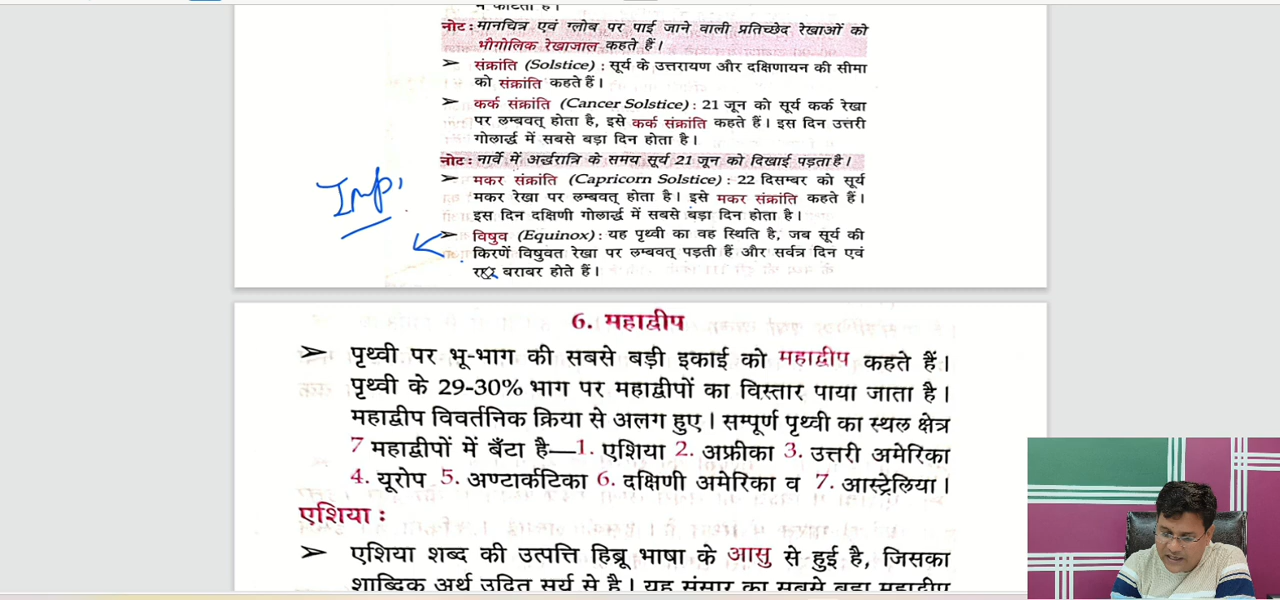 नोट: मानचित्र एवं ग्लोब पर पाई जाने वाली प्रतिच्छेद रेखाओं को
भौगोलिक रेखाजाल कहते हैं।
➤ संक्रांति (Solstice) : सूर्य के उत्तरायण और दक्षिणायन की सीमा
को संक्रांति कहते हैं।
➤ कर्क संक्रांति (Cancer Solstice) : 21 जून को सूर्य कर्क रेखा
पर लम्बवत् होता है, इसे कर्क संक्रांति कहते हैं। इस दिन उत्तरी
गोलार्द्ध में सबसे बड़ा दिन होता है।
नोट: नार्वे में अर्द्धरात्रि के समय सूर्य 21 जून को दिखाई पड़ता है।
➤ मकर संक्रांति (Capricorn Solstice) : 22 दिसम्बर को सूर्य
मकर रेखा पर लम्बवत् होता है। इसे मकर संक्रांति कहते हैं।
इस दिन दक्षिणी गोलार्द्ध में सबसे बड़ा दिन होता है।
Imp.
➤ विषुव (Equinox) : यह पृथ्वी का वह स्थिति है, जब सूर्य की
किरणें विषुवत रेखा पर लम्बवत् पड़ती हैं और सर्वत्र दिन एवं
बराबर होते हैं।
6. महाद्वीप
➤ पृथ्वी पर भू-भाग की सबसे बड़ी इकाई को महाद्वीप कहते हैं।
पृथ्वी के 29-30% भाग पर महाद्वीपों का विस्तार पाया जाता है।
महाद्वीप विवर्तनिक क्रिया से अलग हुए। सम्पूर्ण पृथ्वी का स्थल क्षेत्र
7 महाद्वीपों में बँटा है—1. एशिया 2. अफ्रीका 3. उत्तरी अमेरिका
4. यूरोप 5. अण्टार्कटिका 6. दक्षिणी अमेरिका व 7. आस्ट्रेलिया।
एशिया :
➤ एशिया शब्द की उत्पत्ति हिब्रू भाषा के आसु से हुई है, जिसका
शाब्दिक अर्थ उदित सूर्य से है। यह संसार का सबसे बड़ा महाद्वीप